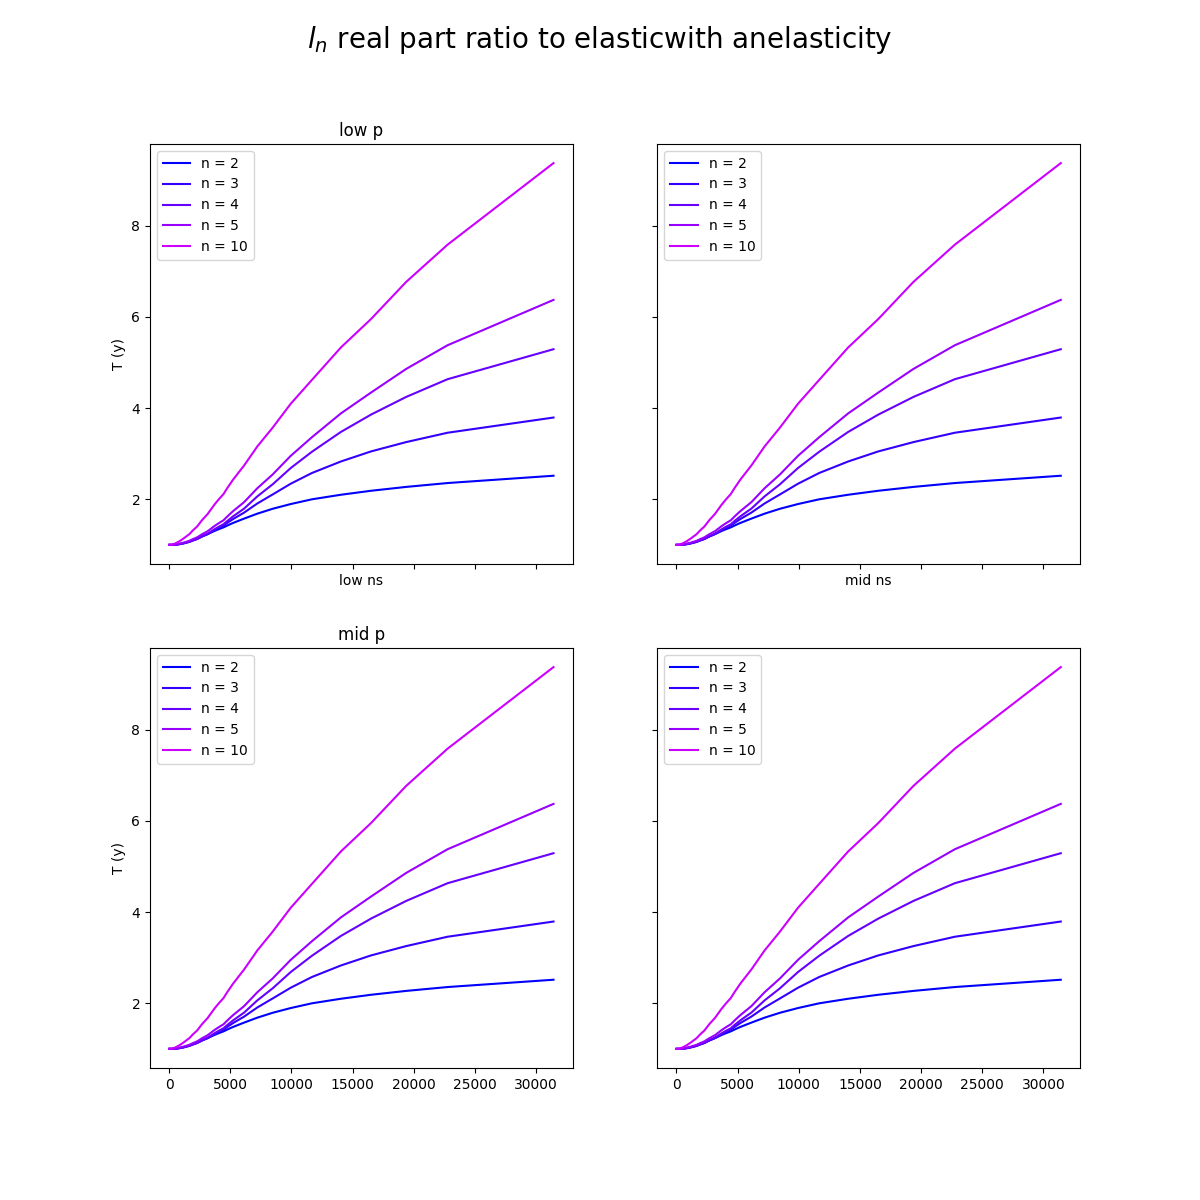 l_n real part ratio to elasticwith anelasticity
low p
n = 2
n = 3
n = 4
n = 5
n = 10
n = 2
n = 3
n = 4
n = 5
n = 10
8
6
4
2
T (y)
low ns
mid ns
mid p
n = 2
n = 3
n = 4
n = 5
n = 10
n = 2
n = 3
n = 4
n = 5
n = 10
8
6
4
2
T (y)
0 5000 10000 15000 20000 25000 30000
0 5000 10000 15000 20000 25000 30000